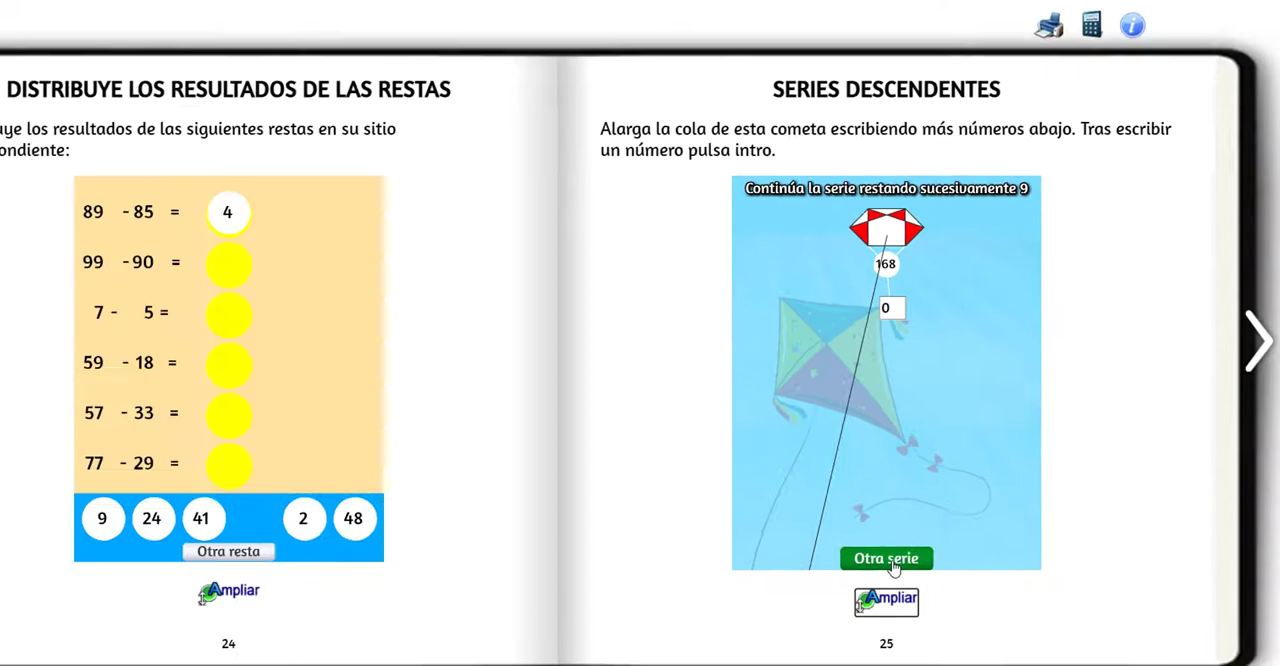 DISTRIBUYE LOS RESULTADOS DE LAS RESTAS
uye los resultados de las siguientes restas en su sitio
ondiente:
89 - 85 = 4
99 - 90 =
7 - 5 =
59 - 18 =
57 - 33 =
77 - 29 =
9 24 41 2 48
Otra resta
Ampliar
24
SERIES DESCENDENTES
Alarga la cola de esta cometa escribiendo más números abajo. Tras escribir
un número pulsa intro.
Continúa la serie restando sucesivamente 9
168
0
Otra serie
Ampliar
25